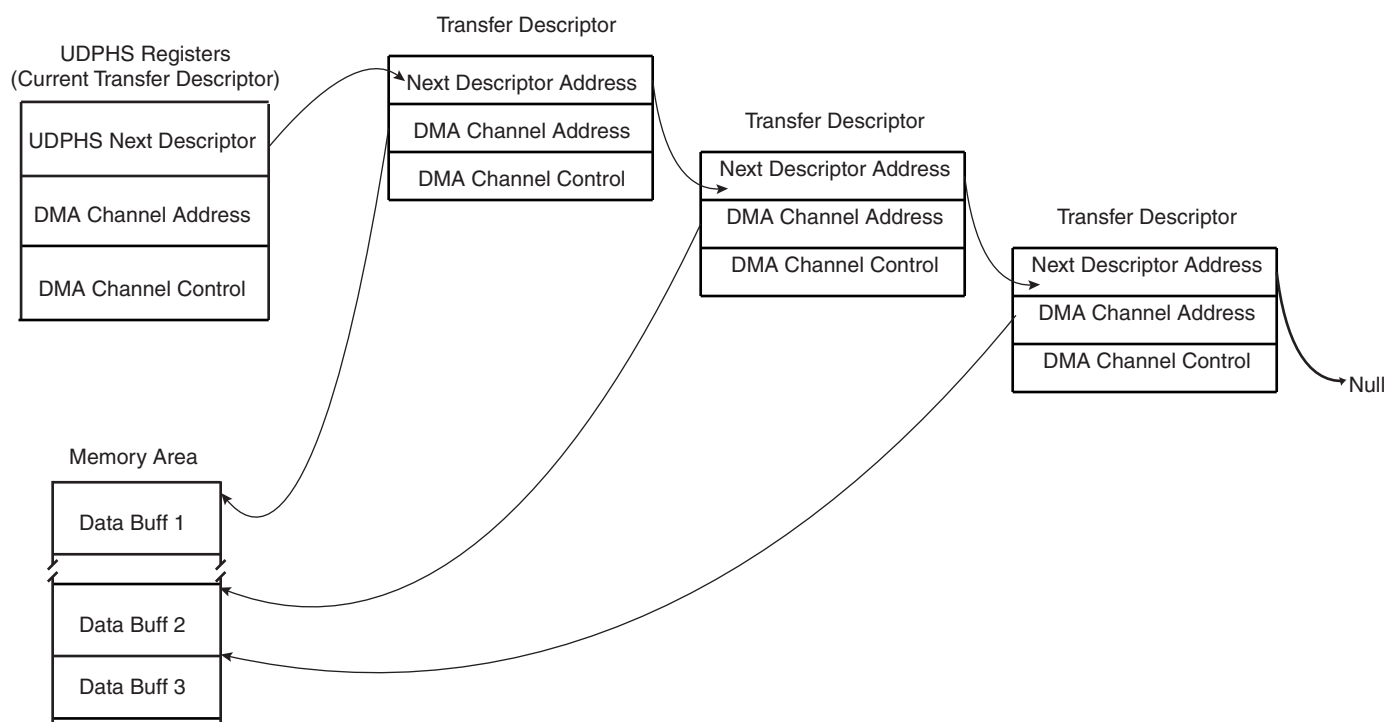 UDPHS Registers
(Current Transfer Descriptor)
UDPHS Next Descriptor
DMA Channel Address
DMA Channel Control
Transfer Descriptor
Next Descriptor Address
DMA Channel Address
DMA Channel Control
Transfer Descriptor
Next Descriptor Address
DMA Channel Address
DMA Channel Control
Transfer Descriptor
Next Descriptor Address
DMA Channel Address
DMA Channel Control
Null
Memory Area
Data Buff 1
Data Buff 2
Data Buff 3